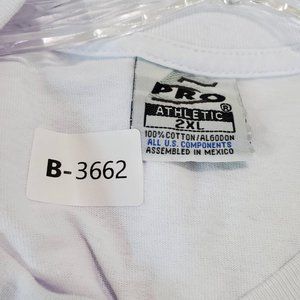 PRO
®
ATHLETIC
2XL
100% COTTON/ALGODON
ALL U.S. COMPONENTS
ASSEMBLED IN MEXICO
B-3662